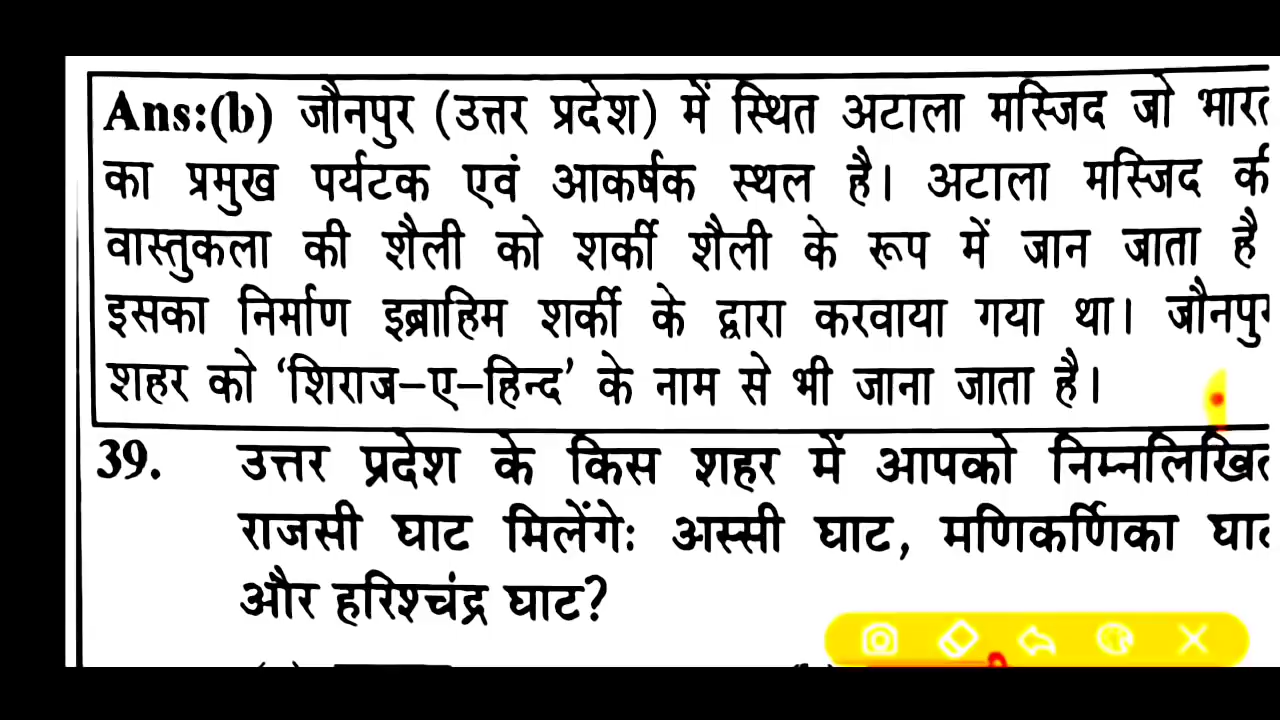 Ans:(b) जौनपुर (उत्तर प्रदेश) में स्थित अटाला मस्जिद जो भारत
का प्रमुख पर्यटक एवं आकर्षक स्थल है। अटाला मस्जिद की
वास्तुकला की शैली को शर्की शैली के रूप में जान जाता है
इसका निर्माण इब्राहिम शर्की के द्वारा करवाया गया था। जौनपुर
शहर को ‘शिराज-ए-हिन्द’ के नाम से भी जाना जाता है।
39. उत्तर प्रदेश के किस शहर में आपको निम्नलिखित
राजसी घाट मिलेंगेः अस्सी घाट, मणिकर्णिका घाट
और हरिश्चंद्र घाट?